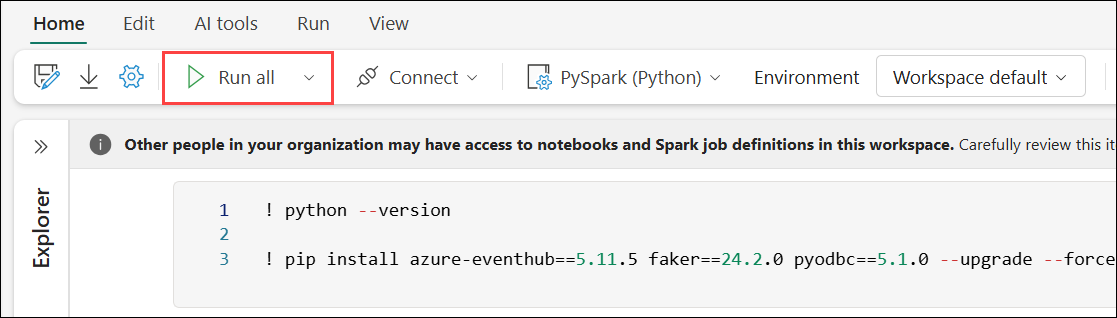 Home Edit AI tools Run View
Run all Connect PySpark (Python) Environment Workspace default
Other people in your organization may have access to notebooks and Spark job definitions in this workspace. Carefully review this it
Explorer
1 ! python --version
2
3 ! pip install azure-eventhub==5.11.5 faker==24.2.0 pyodbc==5.1.0 --upgrade --force